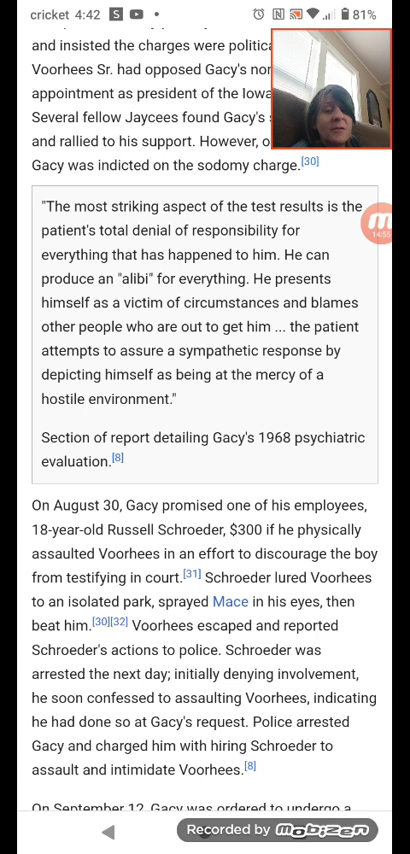 cricket 4:42 S 81%
and insisted the charges were politica
Voorhees Sr. had opposed Gacy's nor
appointment as president of the Iowa
Several fellow Jaycees found Gacy's s
and rallied to his support. However, o
Gacy was indicted on the sodomy charge.[30]
"The most striking aspect of the test results is the
patient's total denial of responsibility for
everything that has happened to him. He can
produce an "alibi" for everything. He presents
himself as a victim of circumstances and blames
other people who are out to get him ... the patient
attempts to assure a sympathetic response by
depicting himself as being at the mercy of a
hostile environment."
m
14:55
Section of report detailing Gacy's 1968 psychiatric
evaluation.[8]
On August 30, Gacy promised one of his employees,
18-year-old Russell Schroeder, $300 if he physically
assaulted Voorhees in an effort to discourage the boy
from testifying in court.[31] Schroeder lured Voorhees
to an isolated park, sprayed Mace in his eyes, then
beat him.[30][32] Voorhees escaped and reported
Schroeder's actions to police. Schroeder was
arrested the next day; initially denying involvement,
he soon confessed to assaulting Voorhees, indicating
he had done so at Gacy's request. Police arrested
Gacy and charged him with hiring Schroeder to
assault and intimidate Voorhees.[8]
On September 12, Gacy was ordered to undergo a
Recorded by mobizen